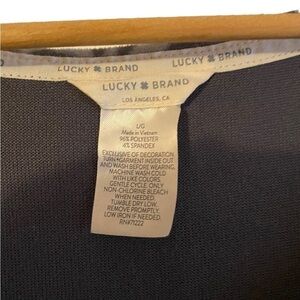 LUCKY BRAND LUCKY BRAND
LUCKY BRAND
LOS ANGELES, CA
L/G
Made in Vietnam
96% POLYESTER
4% SPANDEX
EXCLUSIVE OF DECORATION
TURN GARMENT INSIDE OUT
AND WASH BEFORE WEARING.
MACHINE WASH COLD
WITH LIKE COLORS.
GENTLE CYCLE. ONLY
NON-CHLORINE BLEACH
WHEN NEEDED
TUMBLE DRY LOW.
REMOVE PROMPTLY.
LOW IRON IF NEEDED.
RN#71222